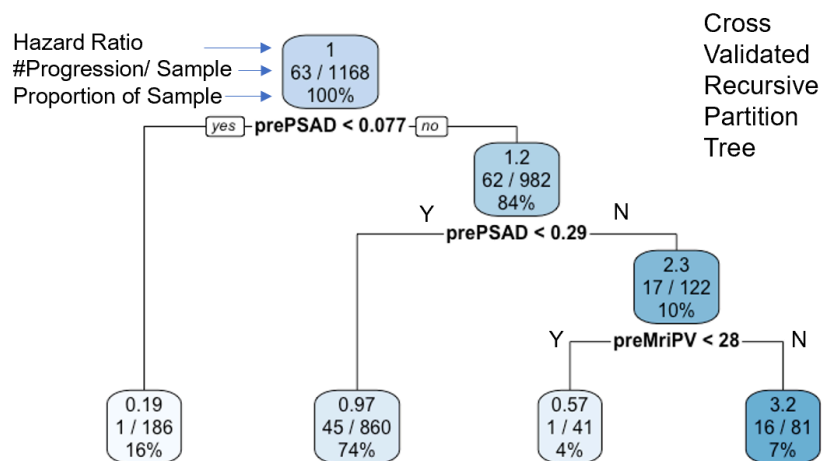 Cross
Validated
Recursive
Partition
Tree
Hazard Ratio
#Progression/ Sample
Proportion of Sample
1
63 / 1168
100%
yes prePSAD < 0.077 no
1.2
62 / 982
84%
Y prePSAD < 0.29 N
2.3
17 / 122
10%
Y preMriPV < 28 N
0.19
1 / 186
16%
0.97
45 / 860
74%
0.57
1 / 41
4%
3.2
16 / 81
7%